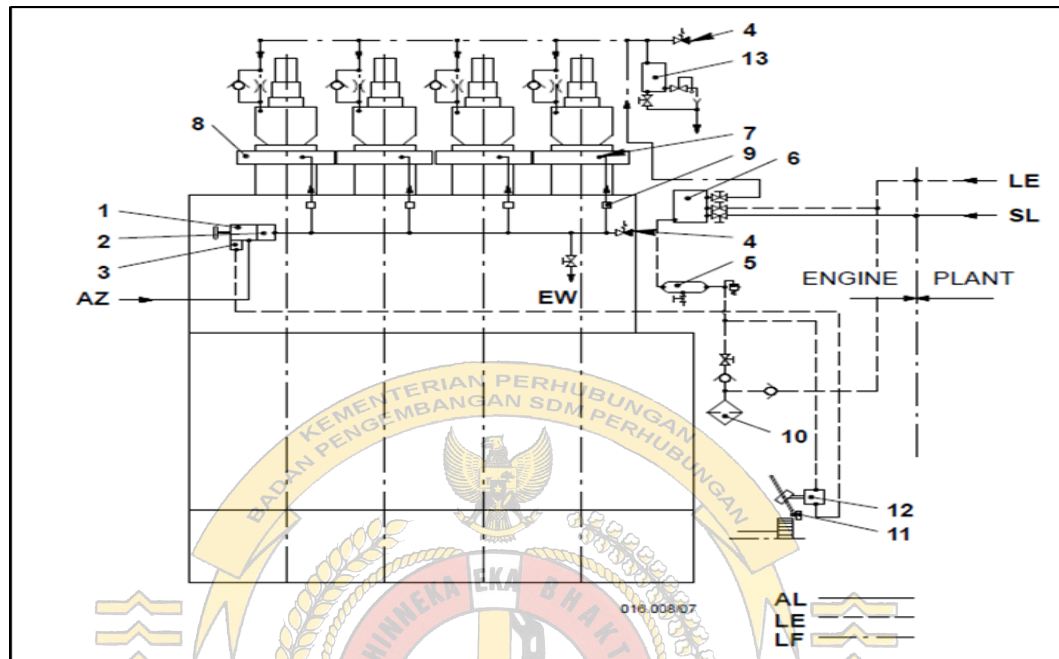 4
13
8
7
9
6
LE
SL
1
2
3
4
5
ENGINE PLANT
AZ
EW
10
12
11
016.008/07
AL
LE
LF
KEMENTERIAN PERHUBUNGAN
BADAN PENGEMBANGAN SDM PERHUBUNGAN
BHINNEKA EKA BHAKTI